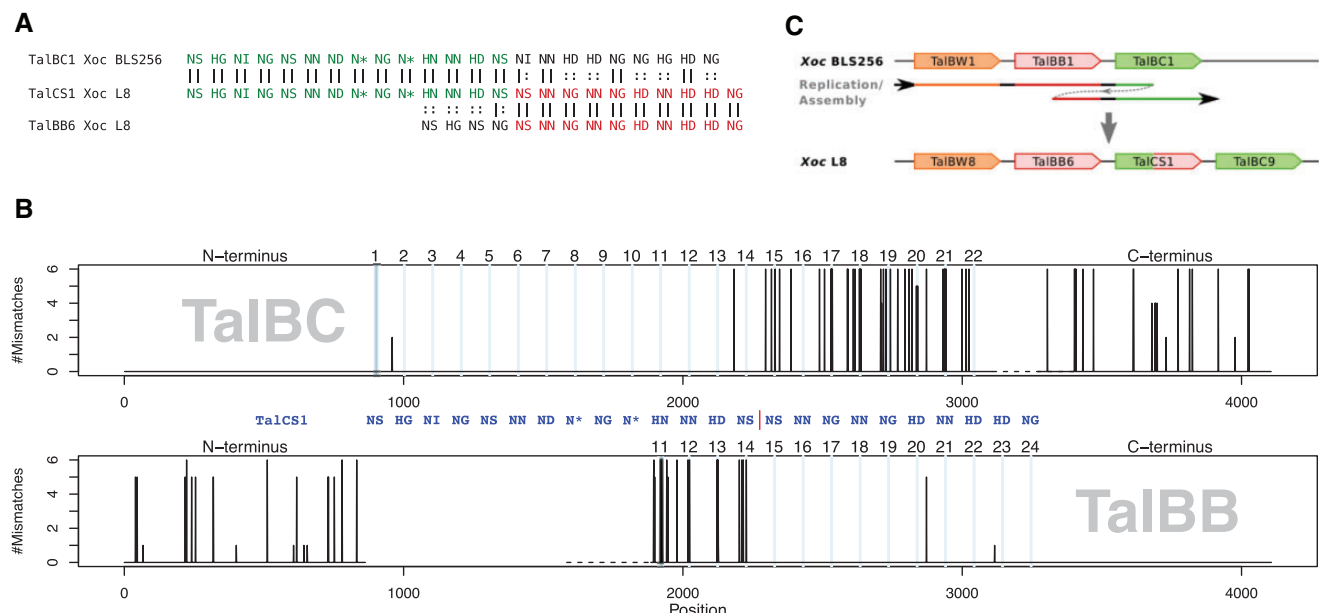 A
TalBC1 Xoc BLS256 NS HG NI NG NS NN ND N* NG N* HN NN HD NS NI NN HD HD NG NG HG HD NG
TalCS1 Xoc L8 NS HG NI NG NS NN ND N* NG N* HN NN HD NS NS NN NG NN NG HD NN HD HD NG
TalBB6 Xoc L8 NS HG NS NG NS NN NG NN NG HD NN HD HD NG
C
Xoc BLS256 TalBW1 TalBB1 TalBC1
Replication/
Assembly
Xoc L8 TalBW8 TalBB6 TalCS1 TalBC9
B
N-terminus 1 2 3 4 5 6 7 8 9 10 11 12 13 14 15 16 17 18 19 20 21 22 C-terminus
#Mismatches
0 2 4 6
TalBC
0 1000 2000 3000 4000
TalCS1 NS HG NI NG NS NN ND N* NG N* HN NN HD NS NS NN NG NN NG HD NN HD HD NG
N-terminus 11 12 13 14 15 16 17 18 19 20 21 22 23 24 C-terminus
#Mismatches
0 2 4 6
TalBB
0 1000 2000 3000 4000
Position